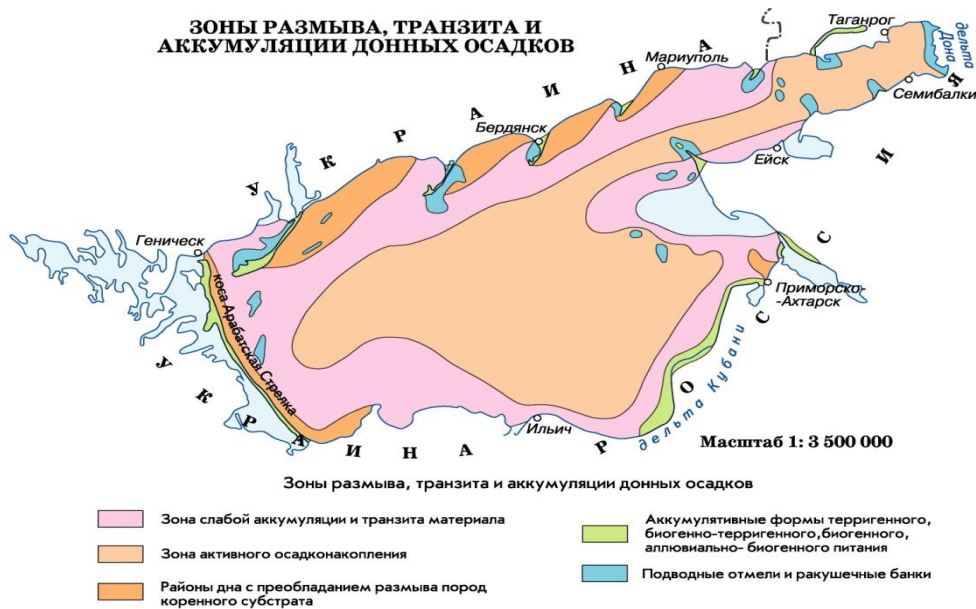 ЗОНЫ РАЗМЫВА, ТРАНЗИТА И
АККУМУЛЯЦИИ ДОННЫХ ОСАДКОВ
Таганрог
дельта
Дона
Мариуполь
Семибалки
УКРАИНА
Бердянск
Ейск
РОССИЯ
Геническ
коса Арабатская Стрелка
Приморско-
-Ахтарск
дельта Кубани
УКРАИНА
Ильич
Масштаб 1: 3 500 000
Зоны размыва, транзита и аккумуляции донных осадков
Зона слабой аккумуляции и транзита материала
Зона активного осадконакопления
Районы дна с преобладанием размыва пород
коренного субстрата
Аккумулятивные формы терригенного,
биогенно-терригенного,биогенного,
аллювиально- биогенного питания
Подводные отмели и ракушечные банки